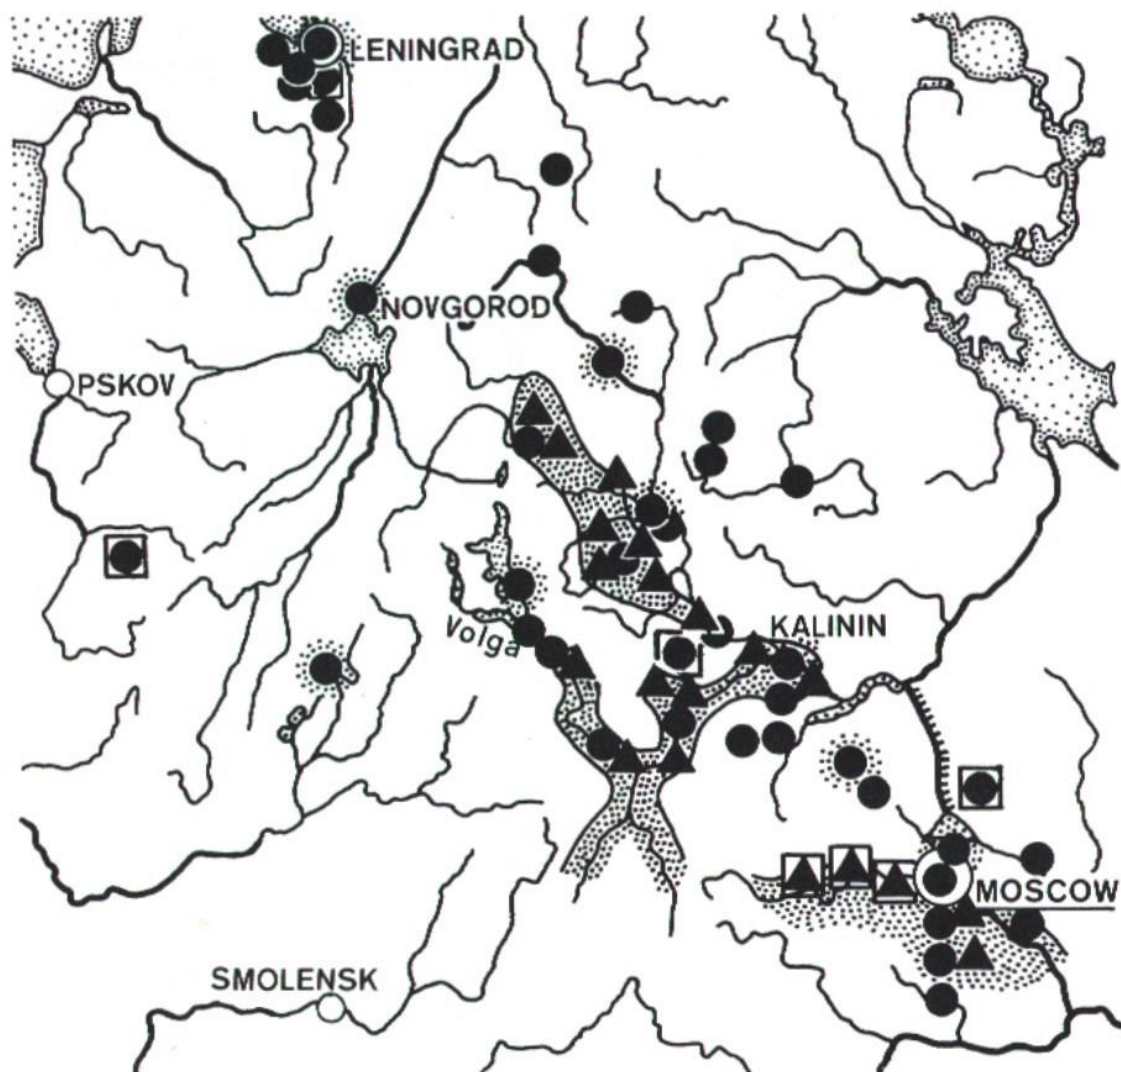 LENINGRAD
NOVGOROD
PSKOV
Volga
KALININ
MOSCOW
SMOLENSK